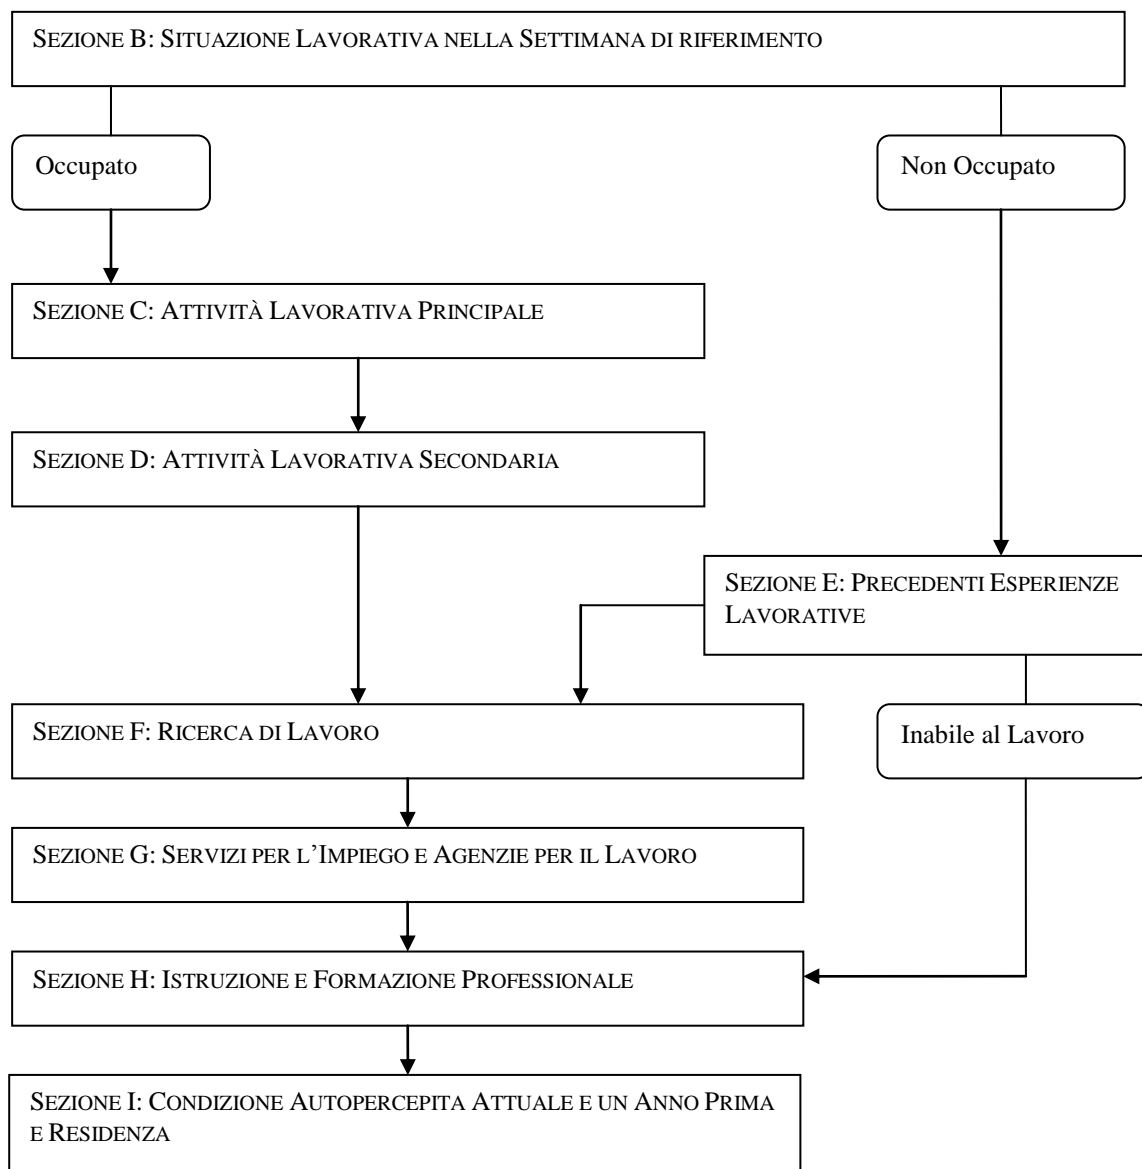 SEZIONE B: SITUAZIONE LAVORATIVA NELLA SETTIMANA DI RIFERIMENTO
Occupato
Non Occupato
SEZIONE C: ATTIVITÀ LAVORATIVA PRINCIPALE
SEZIONE D: ATTIVITÀ LAVORATIVA SECONDARIA
SEZIONE E: PRECEDENTI ESPERIENZE
LAVORATIVE
SEZIONE F: RICERCA DI LAVORO
Inabile al Lavoro
SEZIONE G: SERVIZI PER L’IMPIEGO E AGENZIE PER IL LAVORO
SEZIONE H: ISTRUZIONE E FORMAZIONE PROFESSIONALE
SEZIONE I: CONDIZIONE AUTOPERCEPITA ATTUALE E UN ANNO PRIMA
E RESIDENZA